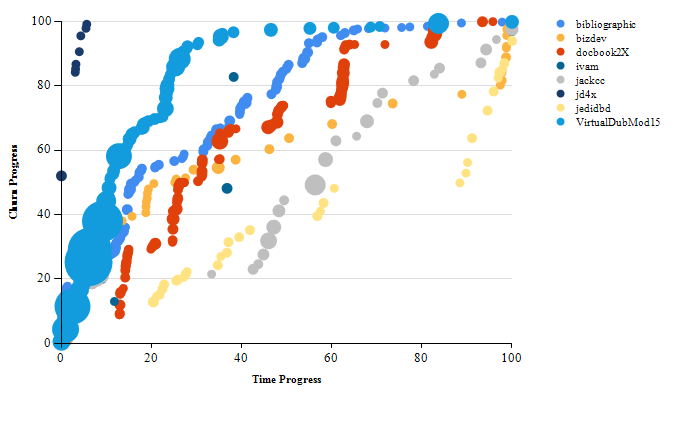 100
80
60
40
20
0
Churn Progress
0
20
40
60
80
100
Time Progress
bibliographic
bizdev
docbook2X
ivam
jackcc
jd4x
jedidbd
VirtualDubMod15